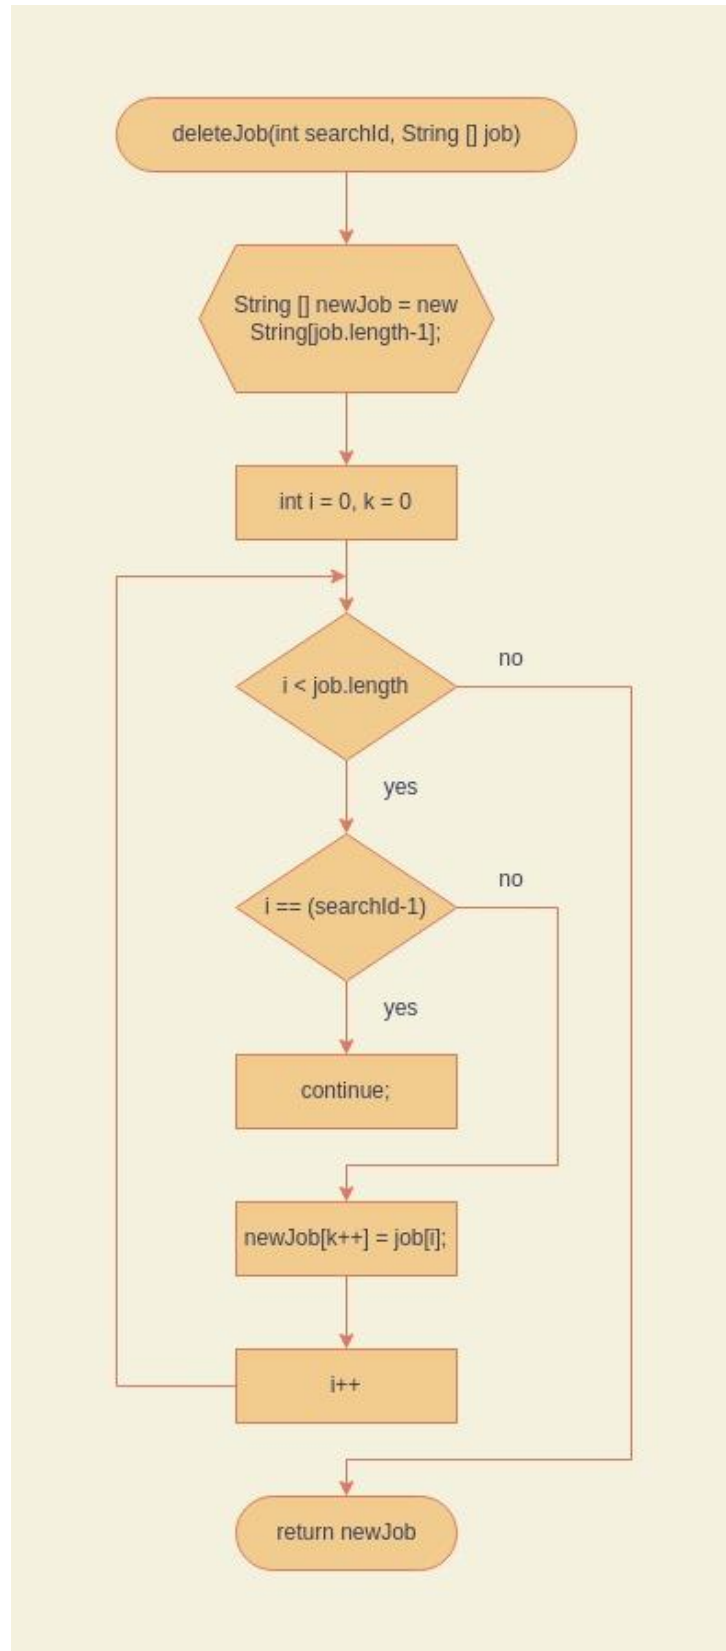 deleteJob(int searchId, String [] job)
String [] newJob = new
String[job.length-1];
int i = 0, k = 0
i < job.length
no
yes
i == (searchId-1)
no
yes
continue;
newJob[k++] = job[i];
i++
return newJob